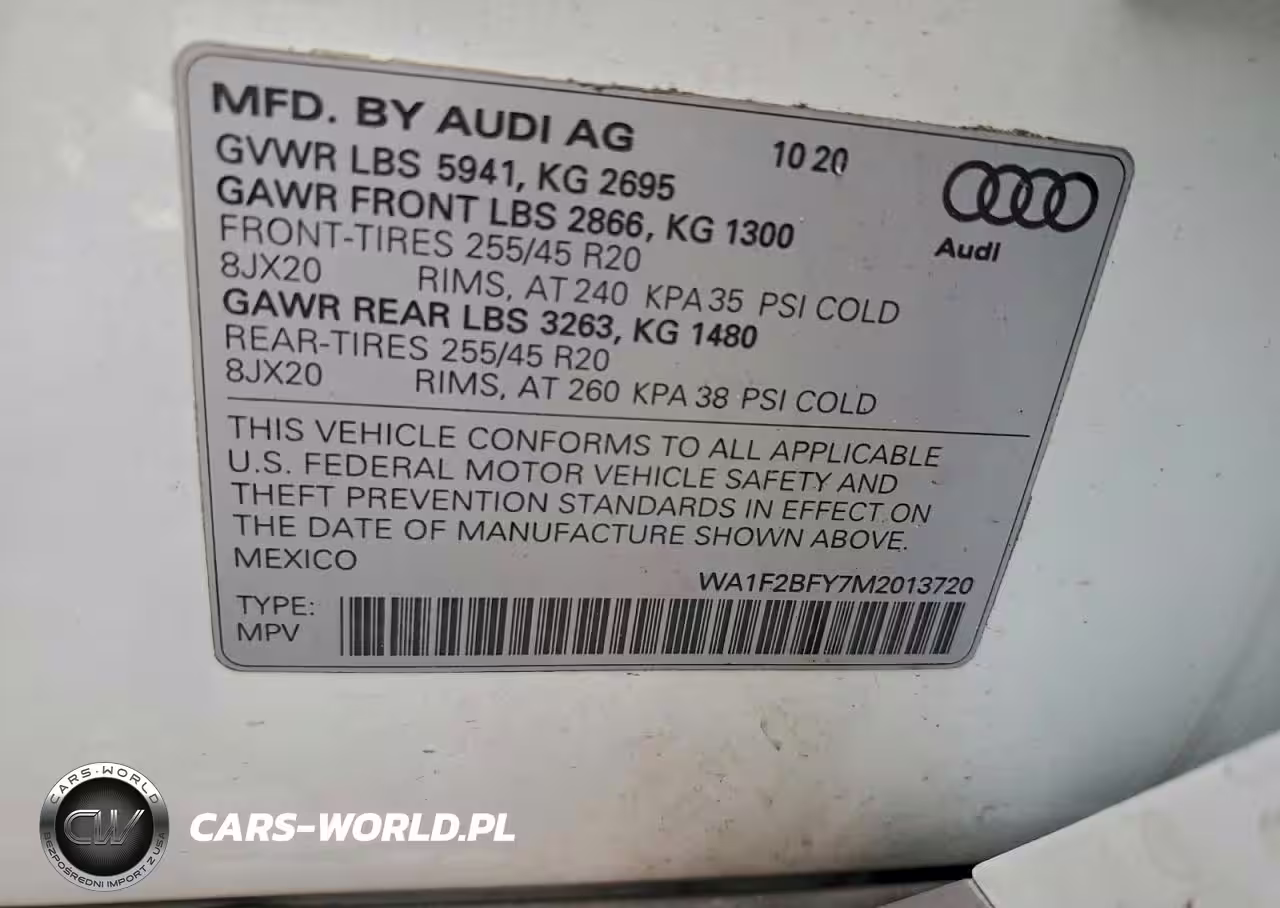 MFD. BY AUDI AG
10 20
GVWR LBS 5941, KG 2695
GAWR FRONT LBS 2866, KG 1300
Audi
FRONT-TIRES 255/45 R20
8JX20 RIMS, AT 240 KPA 35 PSI COLD
GAWR REAR LBS 3263, KG 1480
REAR-TIRES 255/45 R20
8JX20 RIMS, AT 260 KPA 38 PSI COLD
THIS VEHICLE CONFORMS TO ALL APPLICABLE
U.S. FEDERAL MOTOR VEHICLE SAFETY AND
THEFT PREVENTION STANDARDS IN EFFECT ON
THE DATE OF MANUFACTURE SHOWN ABOVE.
MEXICO
WA1F2BFY7M2013720
TYPE:
MPV
CARS-WORLD
CW
BEZPOŚREDNI IMPORT Z USA
CARS-WORLD.PL